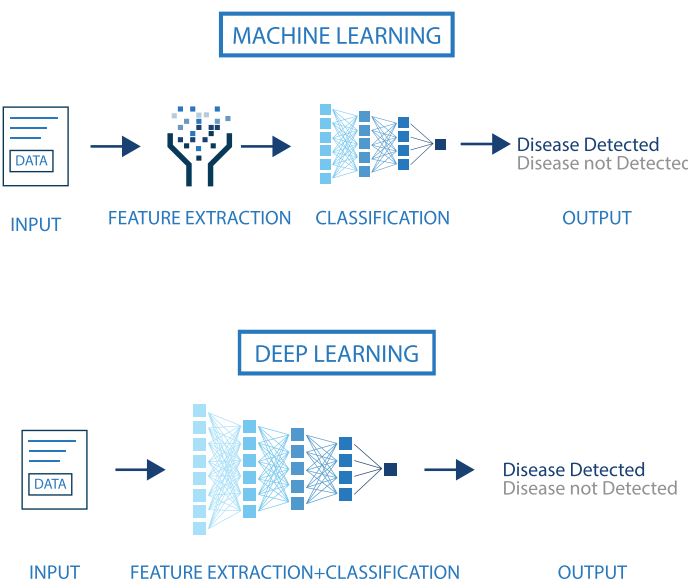 MACHINE LEARNING
DATA
Disease Detected
Disease not Detected
INPUT
FEATURE EXTRACTION
CLASSIFICATION
OUTPUT
DEEP LEARNING
DATA
Disease Detected
Disease not Detected
INPUT
FEATURE EXTRACTION+CLASSIFICATION
OUTPUT